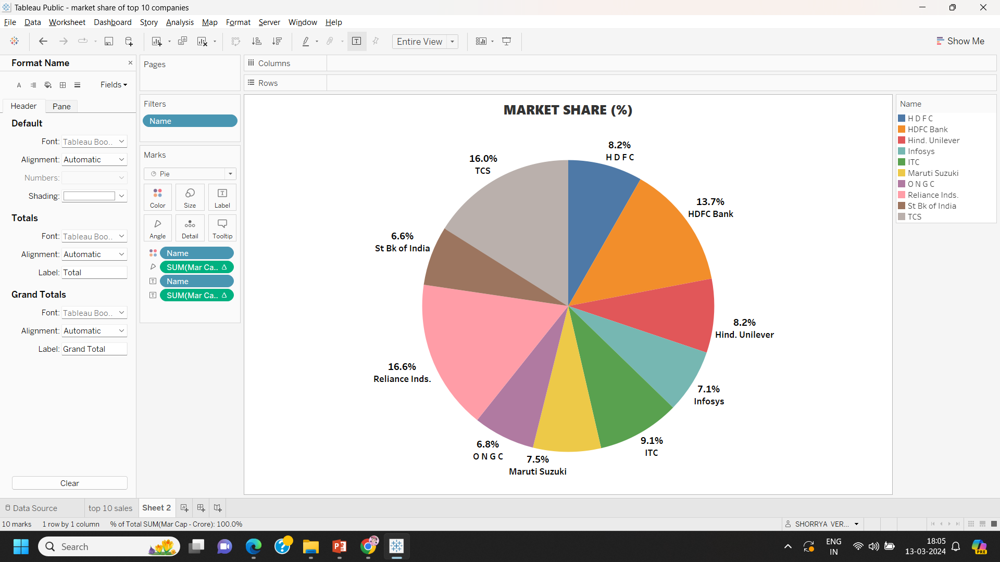 Tableau Public - market share of top 10 companies
File Data Worksheet Dashboard Story Analysis Map Format Server Window Help
Entire View
Show Me
Format Name
Fields
Header Pane
Default
Font: Tableau Boo..
Alignment: Automatic
Numbers:
Shading:
Totals
Font: Tableau Boo..
Alignment: Automatic
Label: Total
Grand Totals
Font: Tableau Boo..
Alignment: Automatic
Label: Grand Total
Clear
Pages
Filters
Name
Marks
Pie
Color Size Label
Angle Detail Tooltip
Name
SUM(Mar Ca.. Δ
Name
SUM(Mar Ca.. Δ
Columns
Rows
MARKET SHARE (%)
8.2%
H D F C
16.0%
TCS
13.7%
HDFC Bank
6.6%
St Bk of India
8.2%
Hind. Unilever
16.6%
Reliance Inds.
7.1%
Infosys
9.1%
ITC
6.8%
O N G C
7.5%
Maruti Suzuki
Name
H D F C
HDFC Bank
Hind. Unilever
Infosys
ITC
Maruti Suzuki
O N G C
Reliance Inds.
St Bk of India
TCS
Data Source top 10 sales Sheet 2
10 marks 1 row by 1 column % of Total SUM(Mar Cap - Crore): 100.0%
SHORRYA VER...
Search
ENG
IN
18:05
13-03-2024
PRE